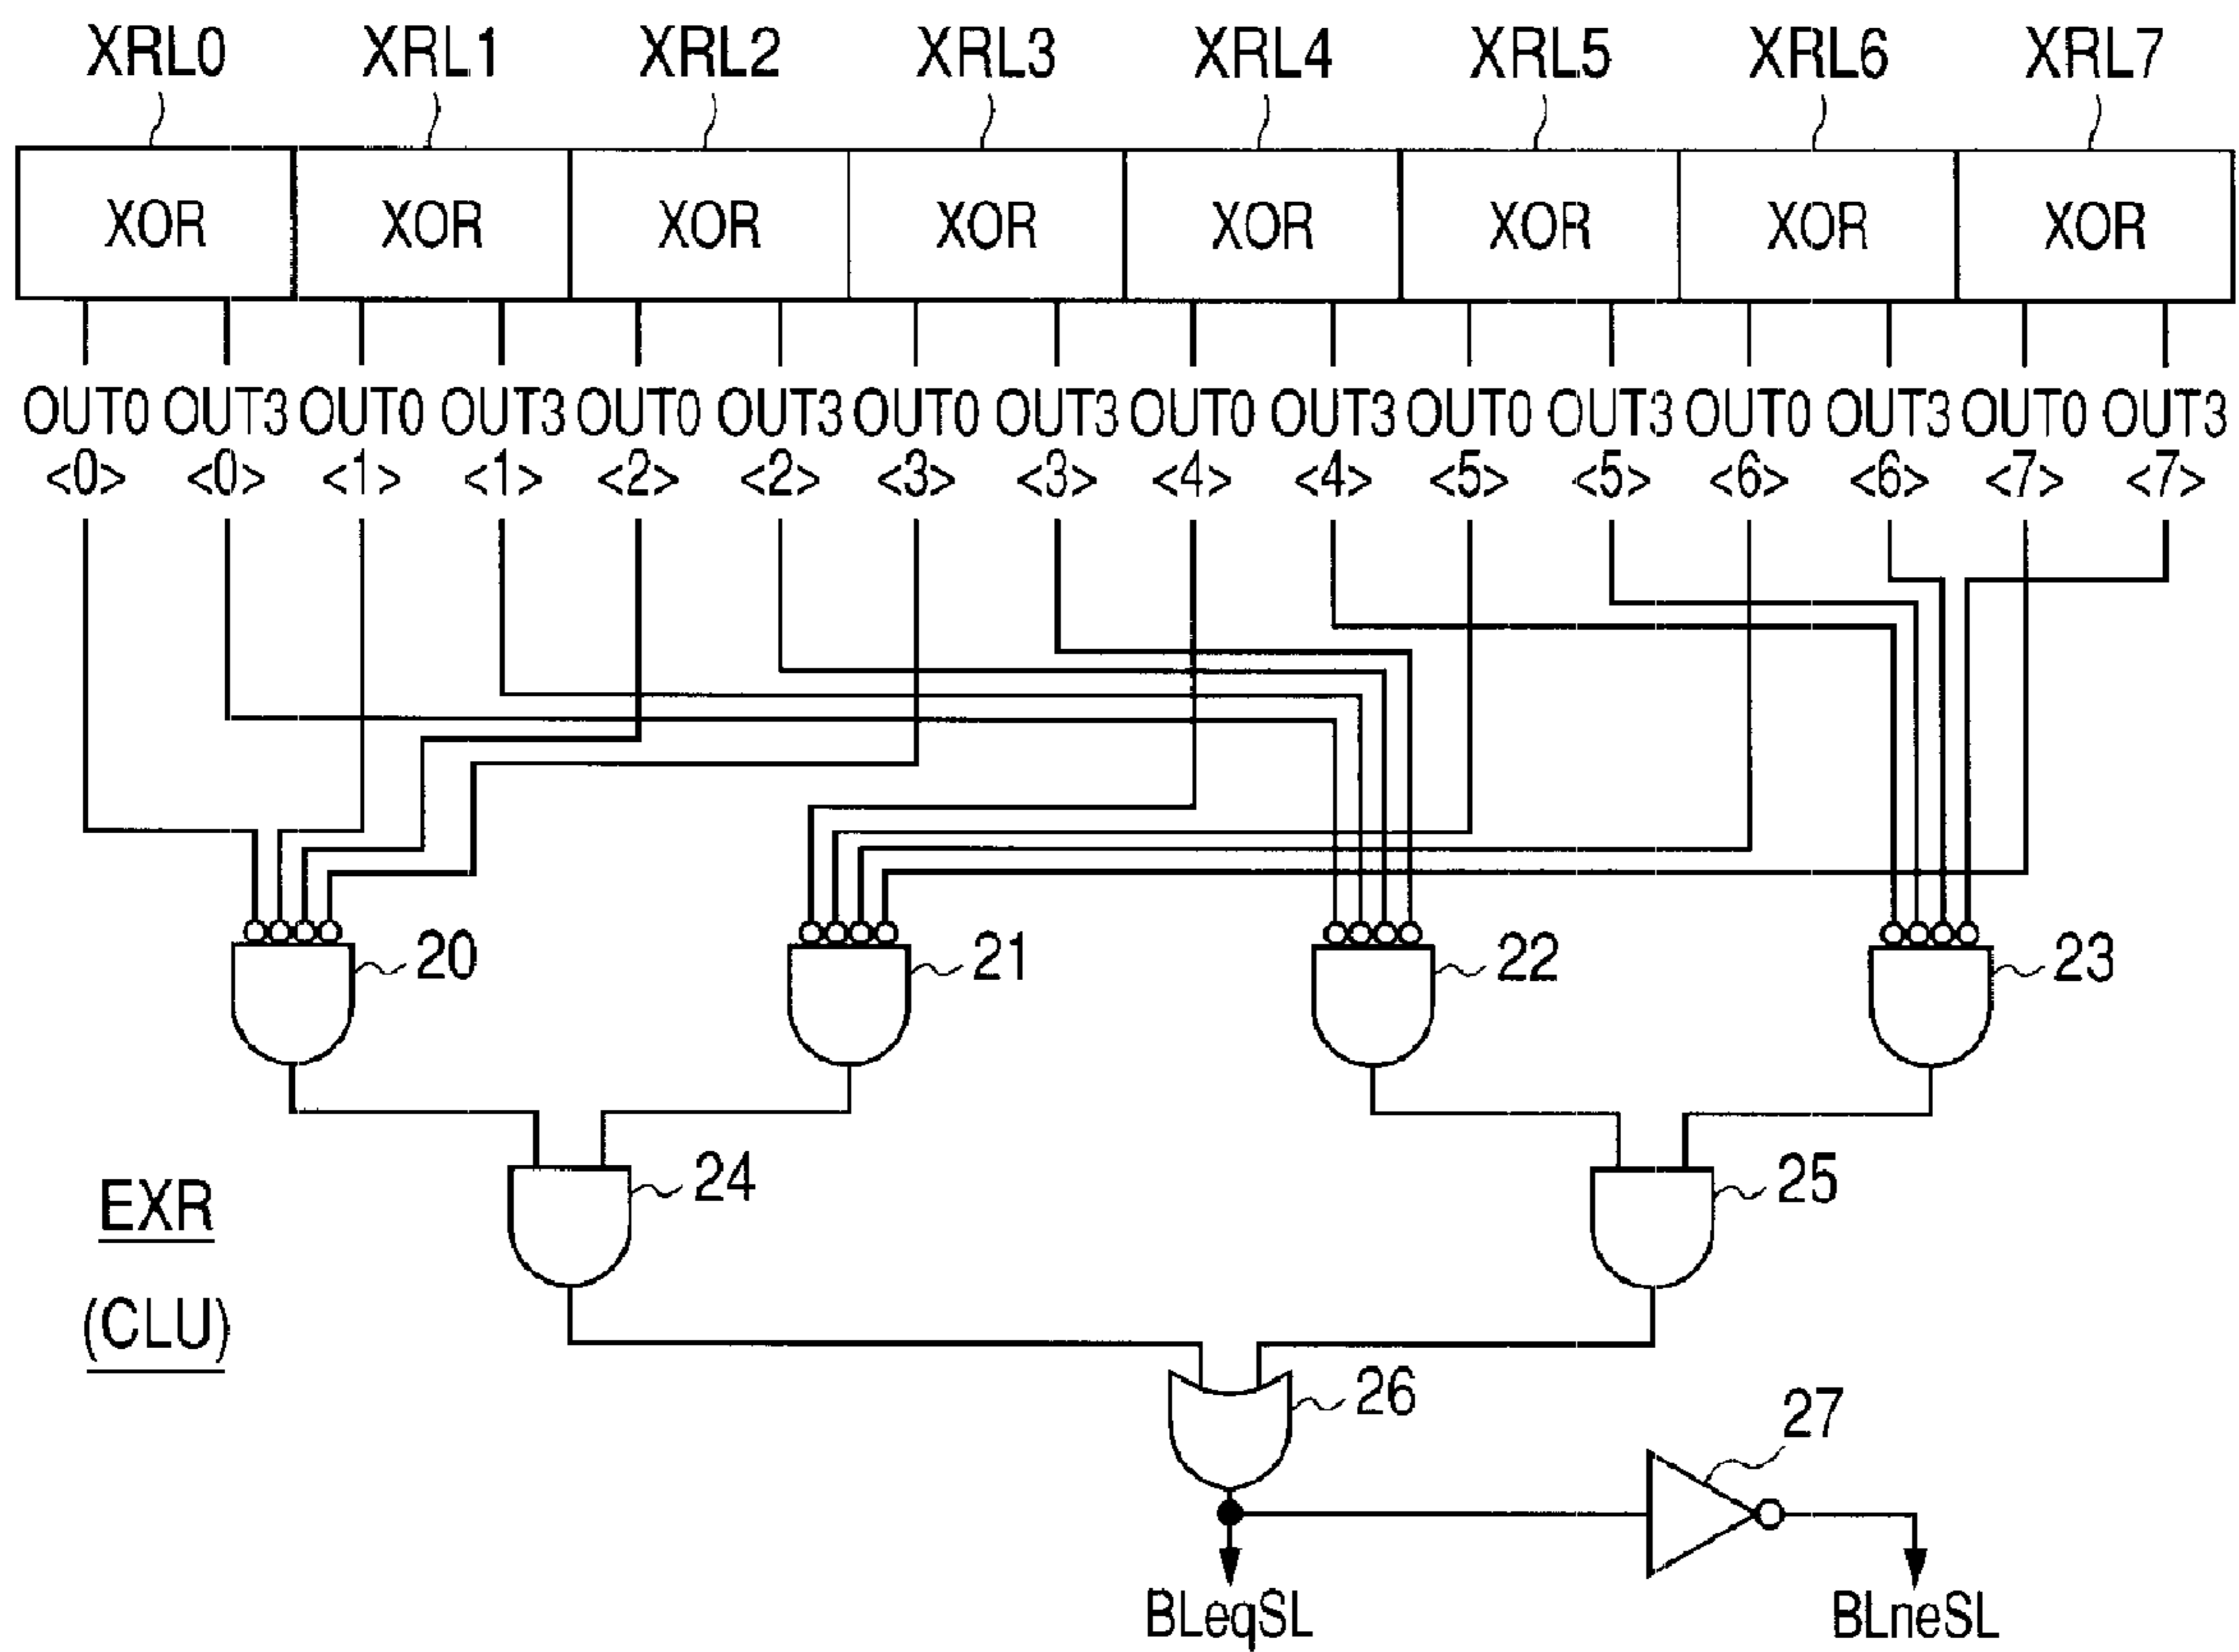 XRL0 XRL1 XRL2 XRL3 XRL4 XRL5 XRL6 XRL7
XOR XOR XOR XOR XOR XOR XOR XOR
OUT0 OUT3 OUT0 OUT3 OUT0 OUT3 OUT0 OUT3 OUT0 OUT3 OUT0 OUT3 OUT0 OUT3 OUT0 OUT3
<0> <0> <1> <1> <2> <2> <3> <3> <4> <4> <5> <5> <6> <6> <7> <7>
20 21 22 23
24 25
EXR
(CLU)
26
27
BLeqSL BLneSL